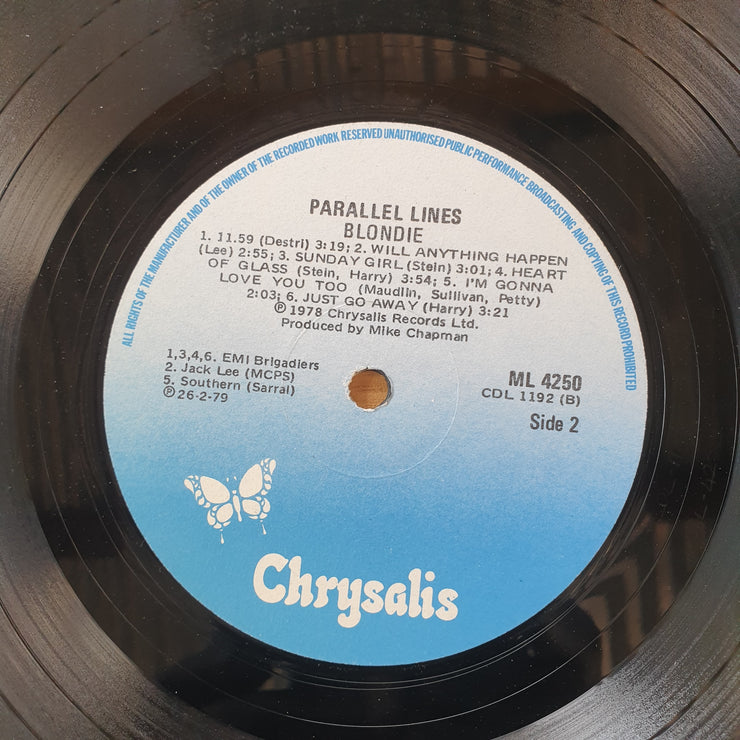 ALL RIGHTS OF THE MANUFACTURER AND OF THE OWNER OF THE RECORDED WORK RESERVED UNAUTHORISED PUBLIC PERFORMANCE BROADCASTING AND COPYING OF THIS RECORD PROHIBITED
PARALLEL LINES
BLONDIE
1. 11.59 (Destri) 3:19; 2. WILL ANYTHING HAPPEN
(Lee) 2:55; 3. SUNDAY GIRL (Stein) 3:01; 4. HEART
OF GLASS (Stein, Harry) 3:54; 5. I'M GONNA
LOVE YOU TOO (Maudlin, Sullivan, Petty)
2:03; 6. JUST GO AWAY (Harry) 3:21
℗ 1978 Chrysalis Records Ltd.
Produced by Mike Chapman
1,3,4,6. EMI Brigadiers
2. Jack Lee (MCPS)
5. Southern (Sarral)
℗ 26-2-79
ML 4250
CDL 1192 (B)
Side 2
Chrysalis